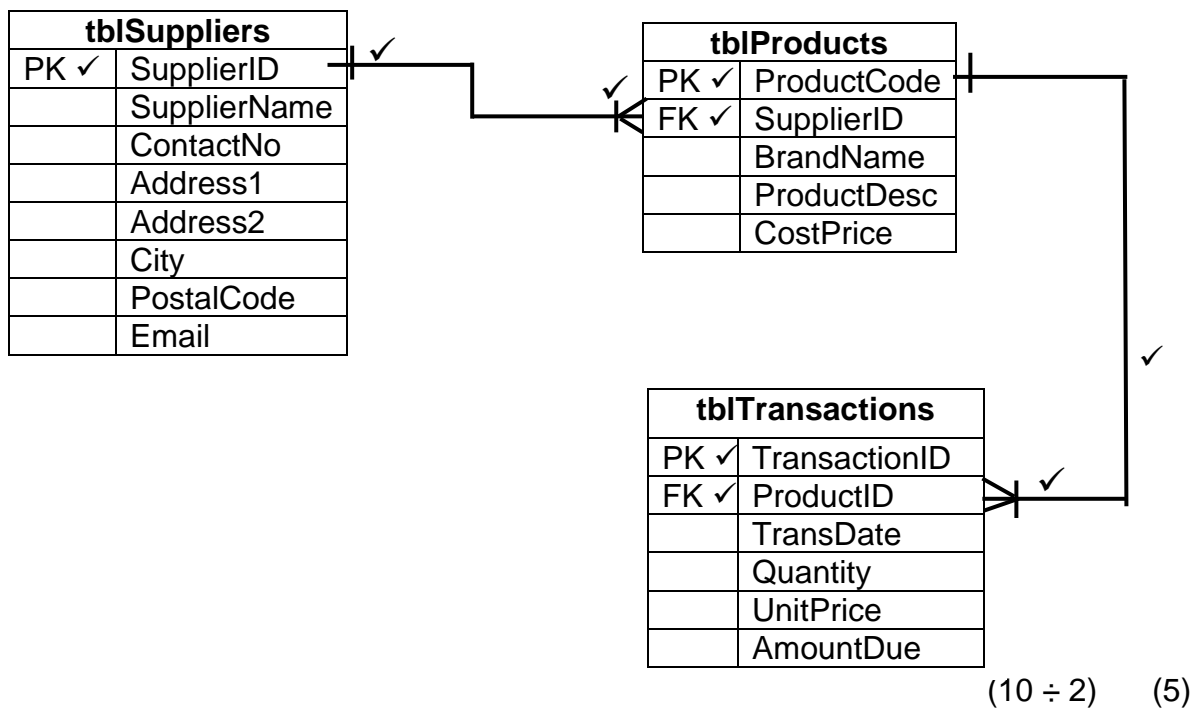 tblSuppliers
PK ✓ SupplierID
SupplierName
ContactNo
Address1
Address2
City
PostalCode
Email
✓
✓
tblProducts
PK ✓ ProductCode
FK ✓ SupplierID
BrandName
ProductDesc
CostPrice
✓
tblTransactions
PK ✓ TransactionID
FK ✓ ProductID
TransDate
Quantity
UnitPrice
AmountDue
✓
(10 ÷ 2) (5)